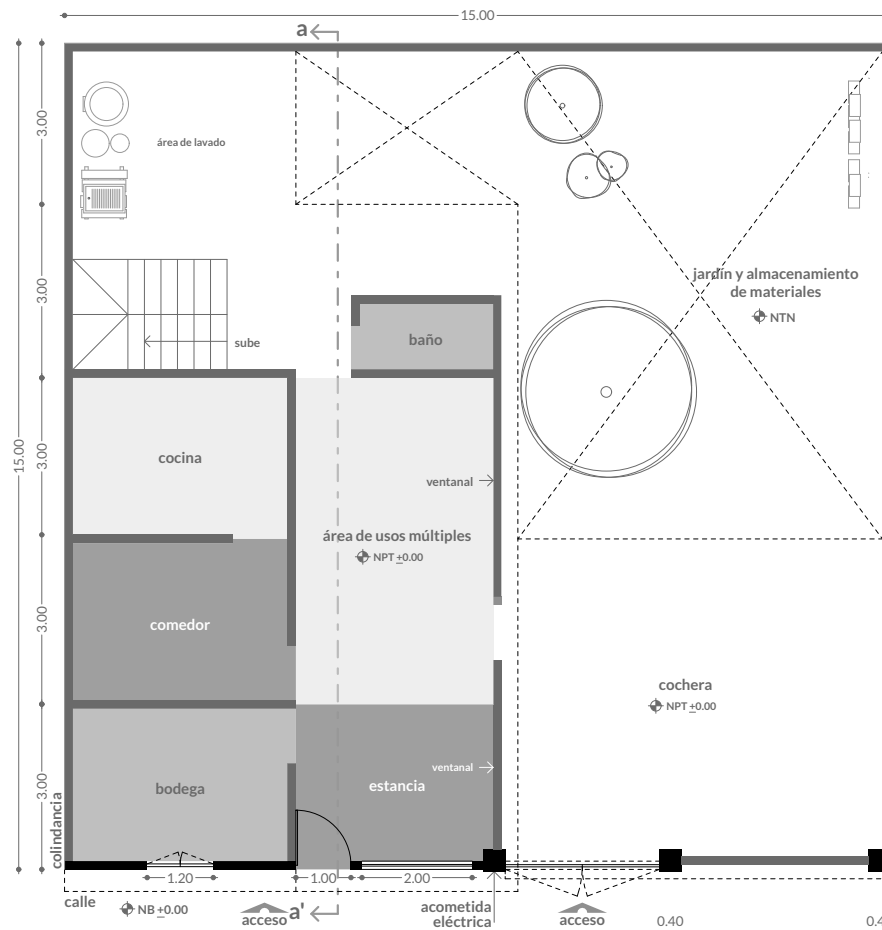 15.00
a
3.00
área de lavado
3.00
jardín y almacenamiento
de materiales
NTN
sube
baño
15.00
3.00
cocina
ventanal
área de usos múltiples
NPT ±0.00
3.00
comedor
cochera
NPT ±0.00
3.00
bodega
ventanal
estancia
colindancia
1.20
1.00
2.00
calle
NB ±0.00
acceso
a'
acometida
eléctrica
acceso
0.40